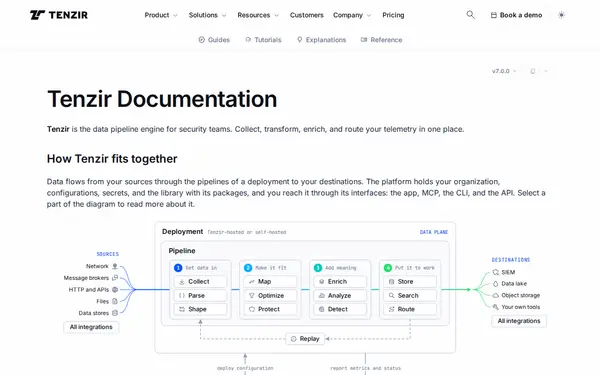 TENZIR
Product
Solutions
Resources
Customers
Company
Pricing
Book a demo
Guides
Tutorials
Explanations
Reference
v7.0.0
Tenzir Documentation
Tenzir is the data pipeline engine for security teams. Collect, transform, enrich, and route your telemetry in one place.
How Tenzir fits together
Data flows from your sources through the pipelines of a deployment to your destinations. The platform holds your organization,
configurations, secrets, and the library with its packages, and you reach it through its interfaces: the app, MCP, the CLI, and the API. Select a
part of the diagram to read more about it.
Deployment Tenzir-hosted or self-hosted
DATA PLANE
Pipeline
SOURCES
Network
Message brokers
HTTP and APIs
Files
Data stores
All integrations
1 Get data in
Collect
Parse
Shape
2 Make it fit
Map
Optimize
Protect
3 Add meaning
Enrich
Analyze
Detect
4 Put it to work
Store
Search
Route
Replay
DESTINATIONS
SIEM
Data lake
Object storage
Your own tools
All integrations
deploy configuration
report metrics and status